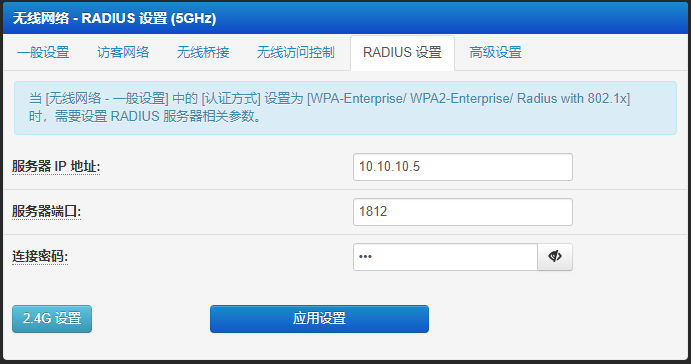 无线网络 - RADIUS 设置 (5GHz)
一般设置 访客网络 无线桥接 无线访问控制 RADIUS 设置 高级设置
当 [无线网络 - 一般设置] 中的 [认证方式] 设置为 [WPA-Enterprise/ WPA2-Enterprise/ Radius with 802.1x]
时，需要设置 RADIUS 服务器相关参数。
服务器 IP 地址: 10.10.10.5
服务器端口: 1812
连接密码: •••
2.4G 设置 应用设置